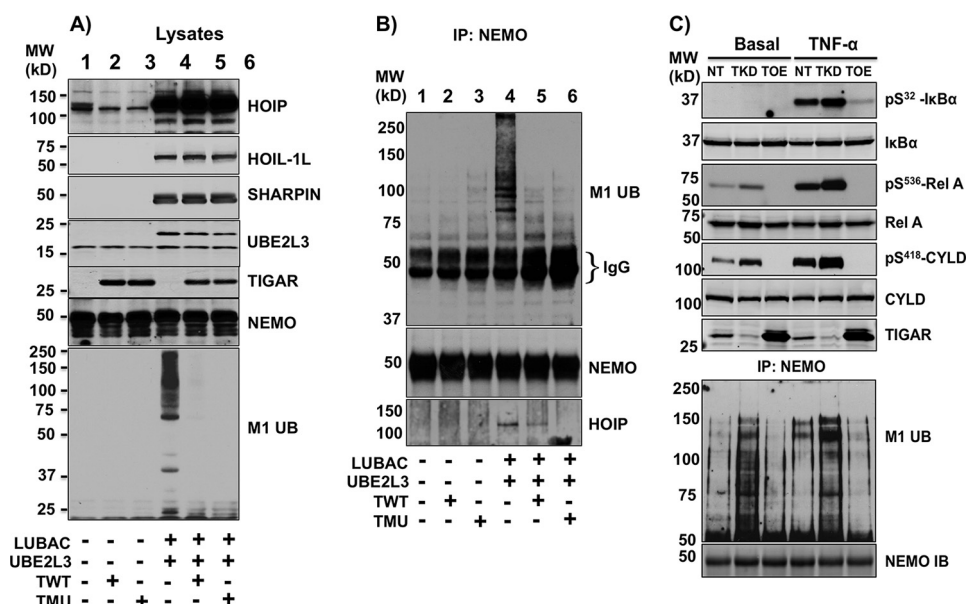 A)
Lysates
MW
(kD)
1 2 3 4 5 6
150
100
HOIP
75
50
HOIL-1L
50
SHARPIN
25
15
UBE2L3
25
TIGAR
50
NEMO
250
150
100
75
50
37
25
M1 UB
LUBAC - - - + + +
UBE2L3 - - - + + +
TWT - + - - + -
TMU - - + - - +
B)
IP: NEMO
MW
(kD)
1 2 3 4 5 6
250
150
100
75
50
37
M1 UB
IgG
50
NEMO
150
100
HOIP
LUBAC - - - + + +
UBE2L3 - - - + + +
TWT - + - - + -
TMU - - + - - +
C)
Basal TNF-α
MW
(kD)
NT TKD TOE NT TKD TOE
37
pS³² -IκBα
37
IκBα
75
50
pS⁵³⁶-Rel A
75
50
Rel A
100
pS⁴¹⁸-CYLD
100
CYLD
25
TIGAR
IP: NEMO
250
150
100
75
50
M1 UB
50
NEMO IB